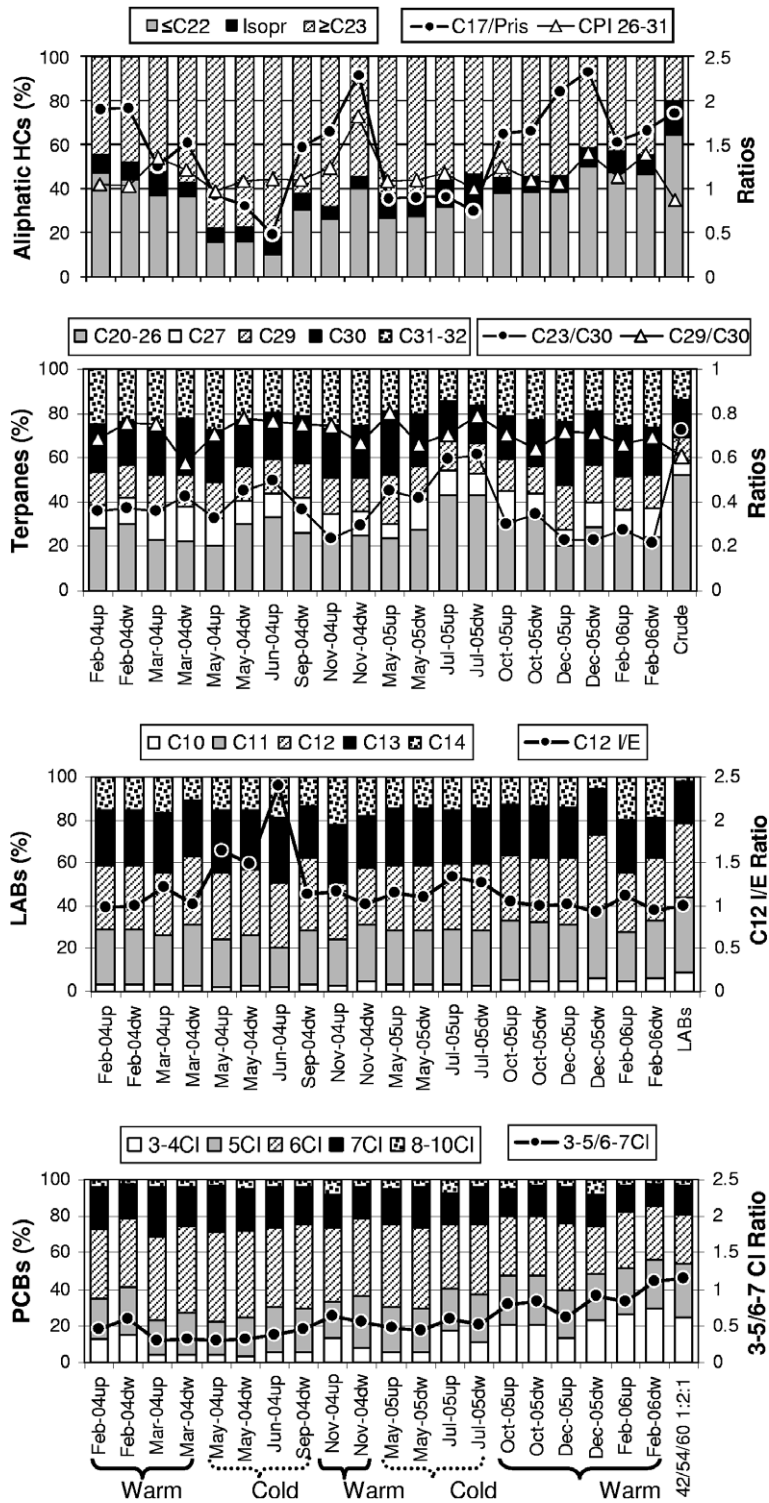 ≤C22 Isopr ≥C23 C17/Pris CPI 26-31
Aliphatic HCs (%)
100
80
60
40
20
0
2.5
2
1.5
1
0.5
0
Ratios
C20-26 C27 C29 C30 C31-32 C23/C30 C29/C30
Terpanes (%)
100
80
60
40
20
0
1
0.8
0.6
0.4
0.2
0
Ratios
Feb-04up
Feb-04dw
Mar-04up
Mar-04dw
May-04up
May-04dw
Jun-04up
Sep-04dw
Nov-04up
Nov-04dw
May-05up
May-05dw
Jul-05up
Jul-05dw
Oct-05up
Oct-05dw
Dec-05up
Dec-05dw
Feb-06up
Feb-06dw
Crude
C10 C11 C12 C13 C14 C12 I/E
LABs (%)
100
80
60
40
20
0
2.5
2
1.5
1
0.5
0
C12 I/E Ratio
Feb-04up
Feb-04dw
Mar-04up
Mar-04dw
May-04up
May-04dw
Jun-04up
Sep-04dw
Nov-04up
Nov-04dw
May-05up
May-05dw
Jul-05up
Jul-05dw
Oct-05up
Oct-05dw
Dec-05up
Dec-05dw
Feb-06up
Feb-06dw
LABs
3-4Cl 5Cl 6Cl 7Cl 8-10Cl 3-5/6-7Cl
PCBs (%)
100
80
60
40
20
0
2.5
2
1.5
1
0.5
0
3-5/6-7 Cl Ratio
Feb-04up
Feb-04dw
Mar-04up
Mar-04dw
May-04up
May-04dw
Jun-04up
Sep-04dw
Nov-04up
Nov-04dw
May-05up
May-05dw
Jul-05up
Jul-05dw
Oct-05up
Oct-05dw
Dec-05up
Dec-05dw
Feb-06up
Feb-06dw
42/54/60 1:2:1
Warm Cold Warm Cold Warm